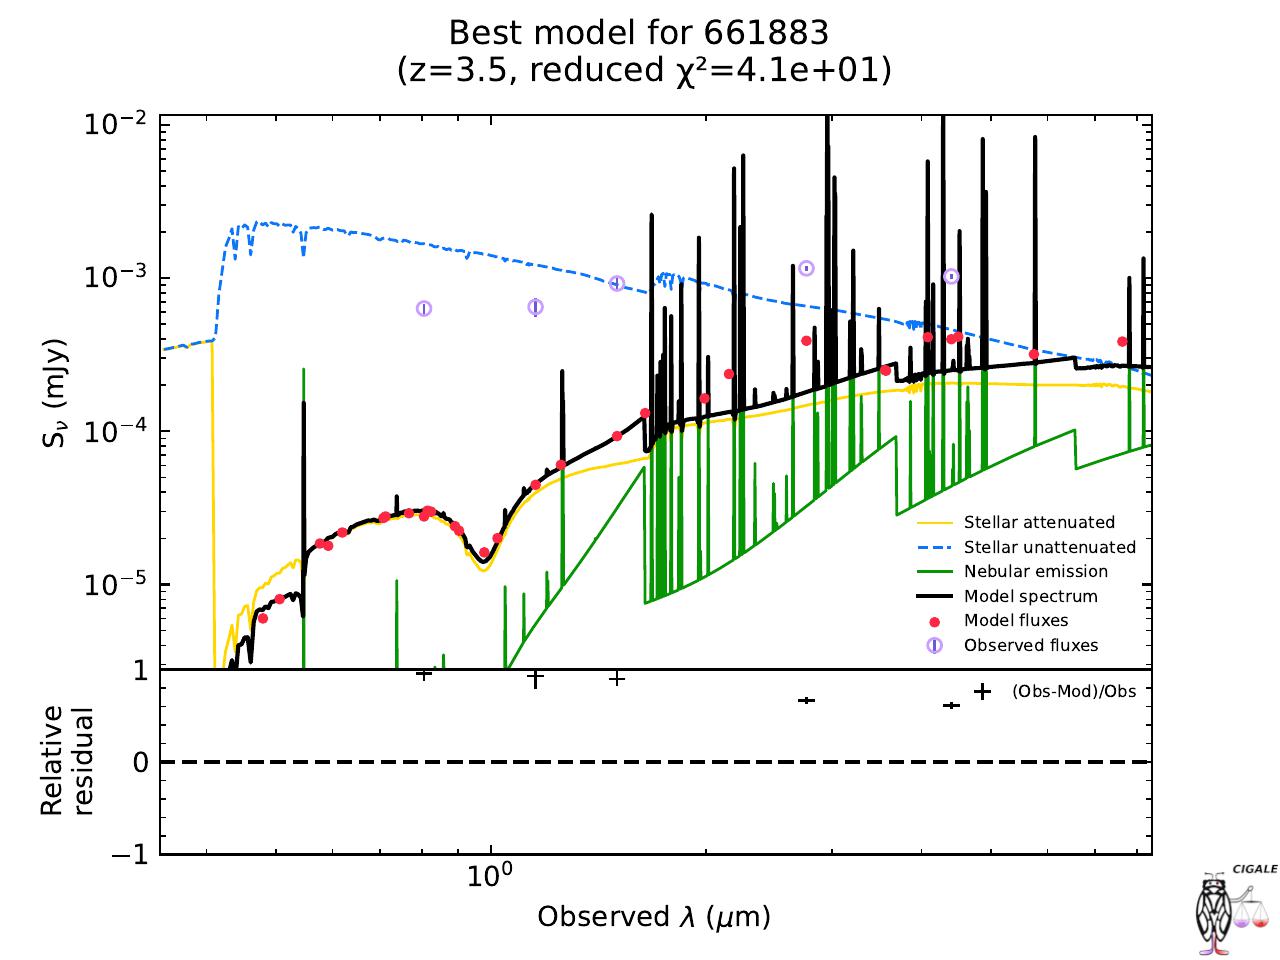 Best model for 661883
(z=3.5, reduced χ²=4.1e+01)
10⁻²
10⁻³
10⁻⁴
10⁻⁵
Sᵥ (mJy)
Stellar attenuated
Stellar unattenuated
Nebular emission
Model spectrum
Model fluxes
Observed fluxes
1
0
−1
Relative
residual
(Obs-Mod)/Obs
10⁰
Observed λ (μm)
CIGALE